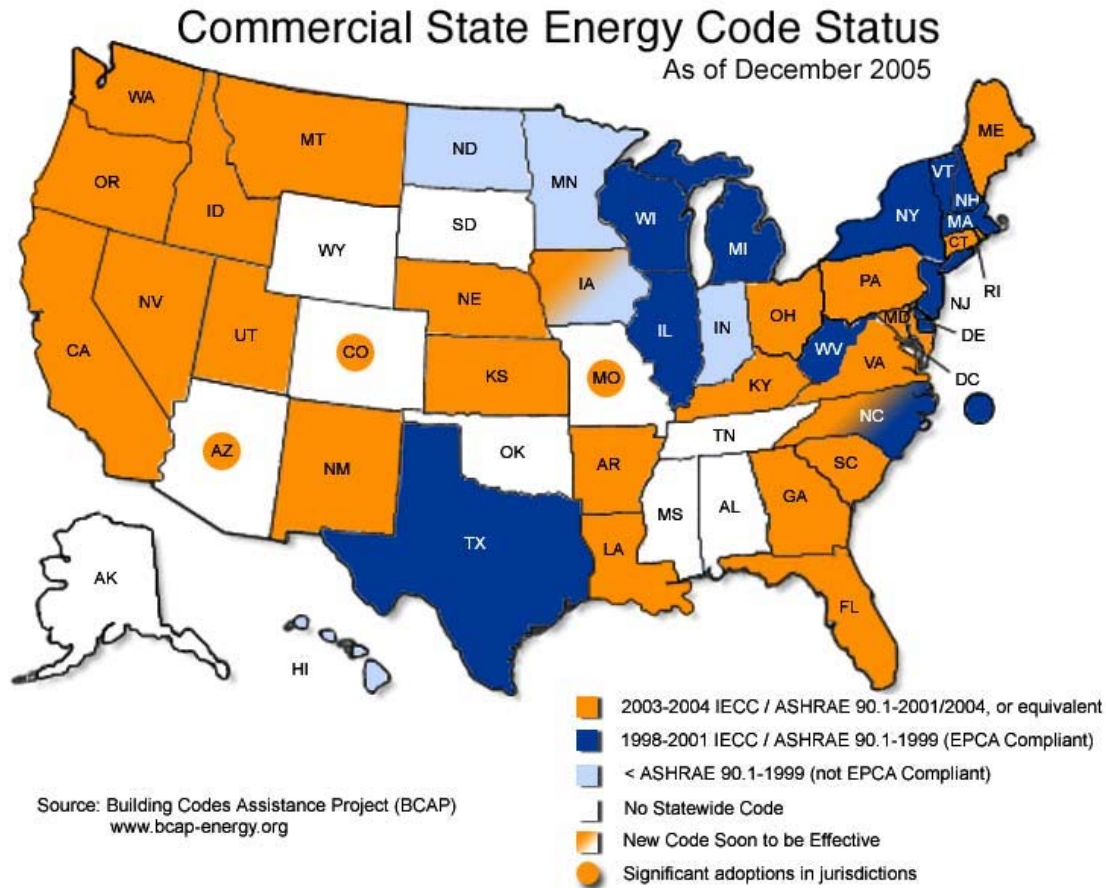 Commercial State Energy Code Status
As of December 2005
WA
MT
ND
MN
ME
OR
ID
SD
WI
VT
NH
NY
MA
WY
MI
CT
RI
NV
NE
IA
PA
NJ
UT
IL
IN
OH
MD
DE
CA
CO
WV
KS
MO
VA
KY
DC
NC
AZ
TN
OK
AR
SC
NM
GA
MS
AL
TX
LA
AK
FL
HI
2003-2004 IECC / ASHRAE 90.1-2001/2004, or equivalent
1998-2001 IECC / ASHRAE 90.1-1999 (EPCA Compliant)
< ASHRAE 90.1-1999 (not EPCA Compliant)
No Statewide Code
New Code Soon to be Effective
Significant adoptions in jurisdictions
Source: Building Codes Assistance Project (BCAP)
www.bcap-energy.org